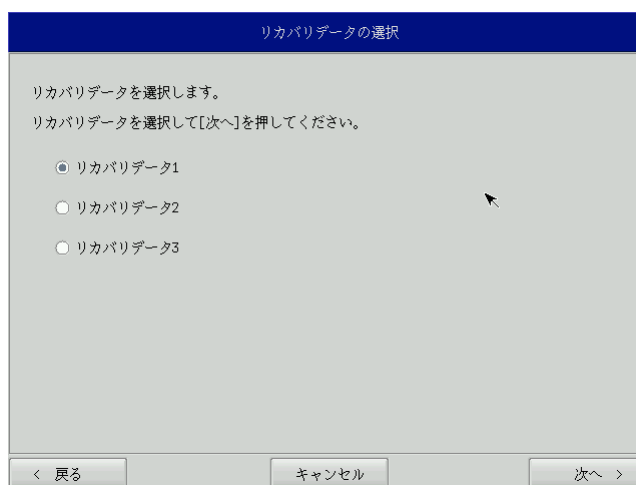 リカバリデータの選択
リカバリデータを選択します。
リカバリデータを選択して[次へ]を押してください。
リカバリデータ1
リカバリデータ2
リカバリデータ3
< 戻る
キャンセル
次へ >